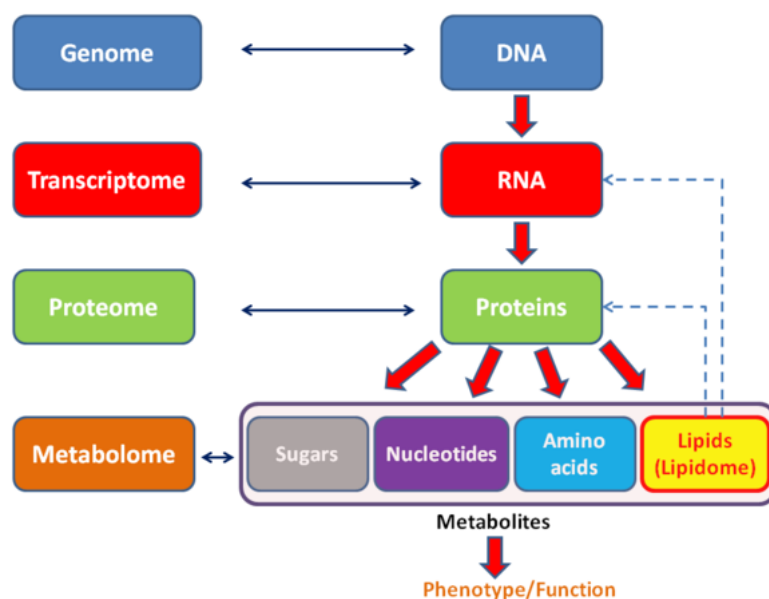 Genome
DNA
Transcriptome
RNA
Proteome
Proteins
Metabolome
Sugars
Nucleotides
Amino
acids
Lipids
(Lipidome)
Metabolites
Phenotype/Function